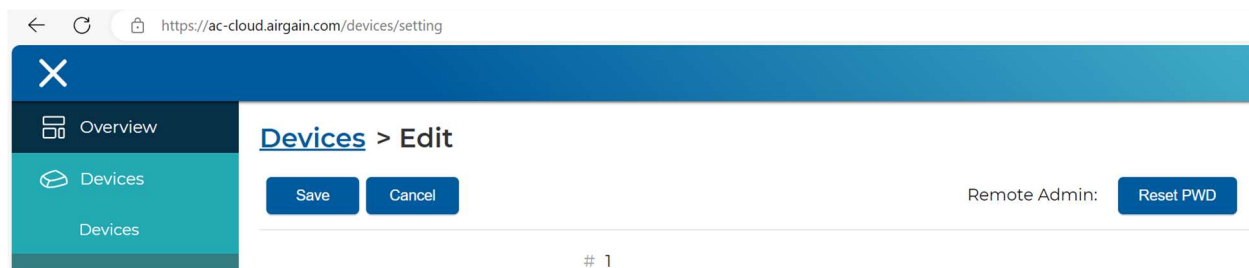 https://ac-cloud.airgain.com/devices/setting
Overview
Devices
Devices
Devices > Edit
Save Cancel Remote Admin: Reset PWD
# 1